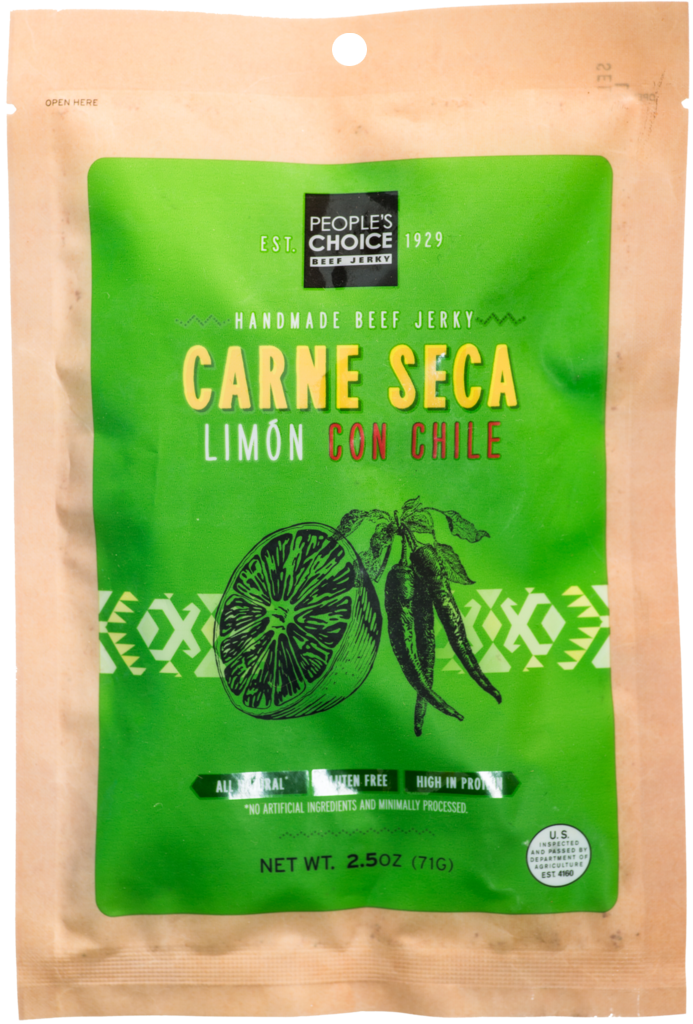 OPEN HERE
EST. PEOPLE'S CHOICE BEEF JERKY 1929
HANDMADE BEEF JERKY
CARNE SECA
LIMÓN CON CHILE
ALL NATURAL* GLUTEN FREE HIGH IN PROTEIN
*NO ARTIFICIAL INGREDIENTS AND MINIMALLY PROCESSED.
NET WT. 2.5OZ (71G)
U.S.
INSPECTED
AND PASSED BY
DEPARTMENT OF
AGRICULTURE
EST. 4160